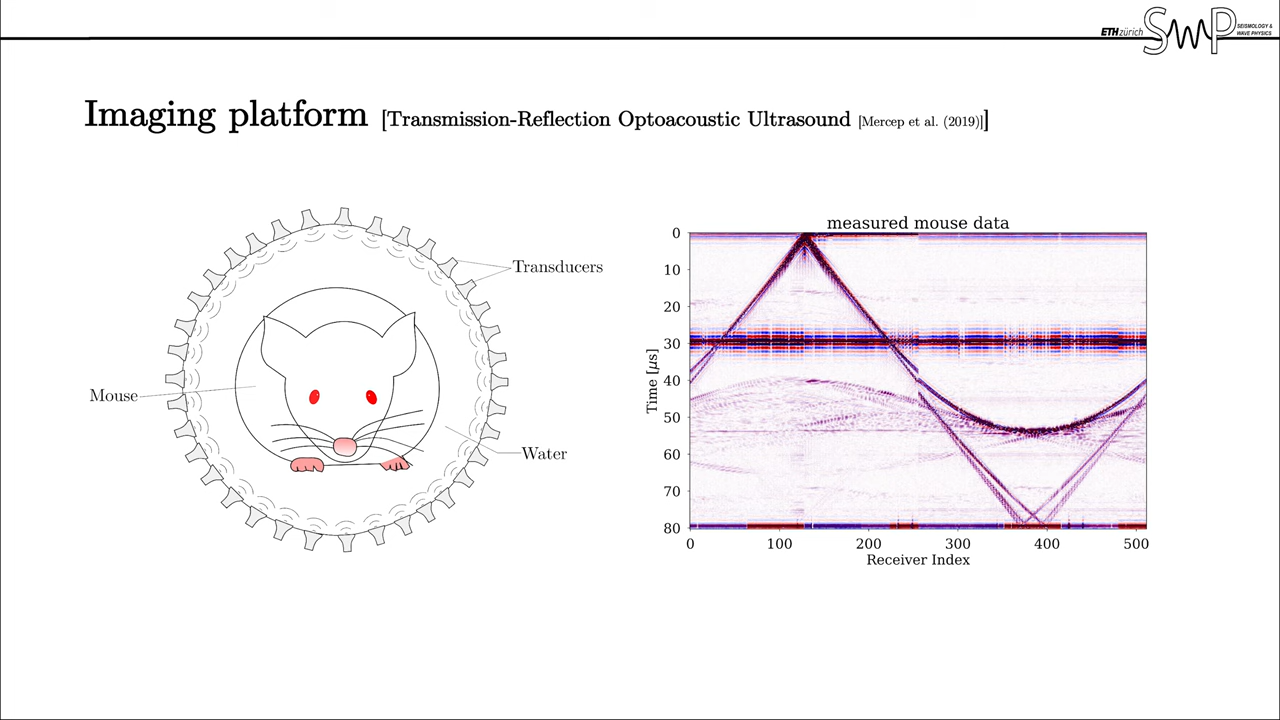 ETH zürich SWP SEISMOLOGY & WAVE PHYSICS
Imaging platform [Transmission-Reflection Optoacoustic Ultrasound [Mercep et al. (2019)]]
Transducers
Mouse
Water
measured mouse data
0
10
20
30
40
50
60
70
80
Time [μs]
0 100 200 300 400 500
Receiver Index